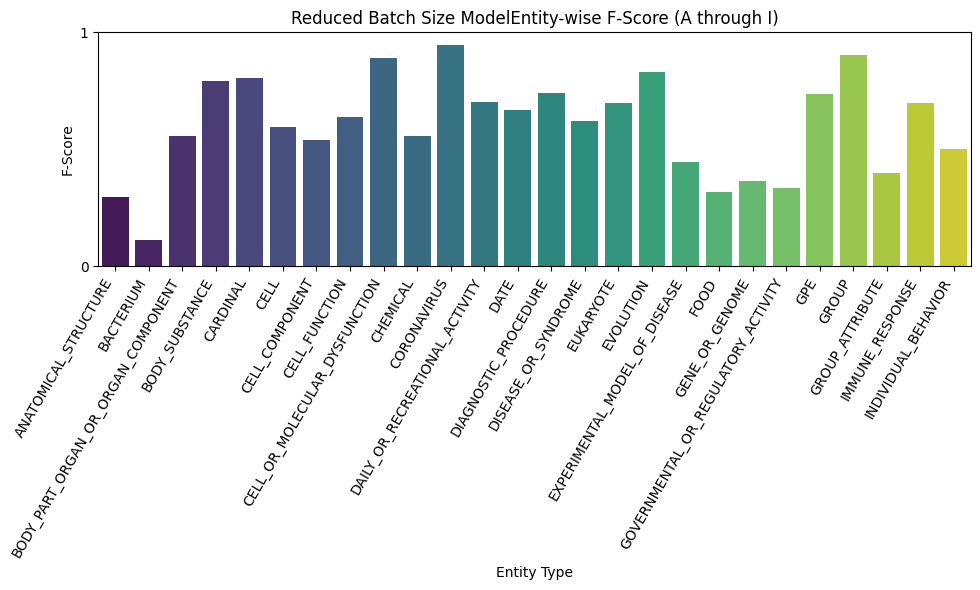 Reduced Batch Size ModelEntity-wise F-Score (A through I)
1
0
F-Score
ANATOMICAL_STRUCTURE
BACTERIUM
BODY_PART_ORGAN_OR_ORGAN_COMPONENT
BODY_SUBSTANCE
CARDINAL
CELL
CELL_COMPONENT
CELL_FUNCTION
CELL_OR_MOLECULAR_DYSFUNCTION
CHEMICAL
CORONAVIRUS
DAILY_OR_RECREATIONAL_ACTIVITY
DATE
DIAGNOSTIC_PROCEDURE
DISEASE_OR_SYNDROME
EUKARYOTE
EVOLUTION
EXPERIMENTAL_MODEL_OF_DISEASE
FOOD
GENE_OR_GENOME
GOVERNMENTAL_OR_REGULATORY_ACTIVITY
GPE
GROUP
GROUP_ATTRIBUTE
IMMUNE_RESPONSE
INDIVIDUAL_BEHAVIOR
Entity Type